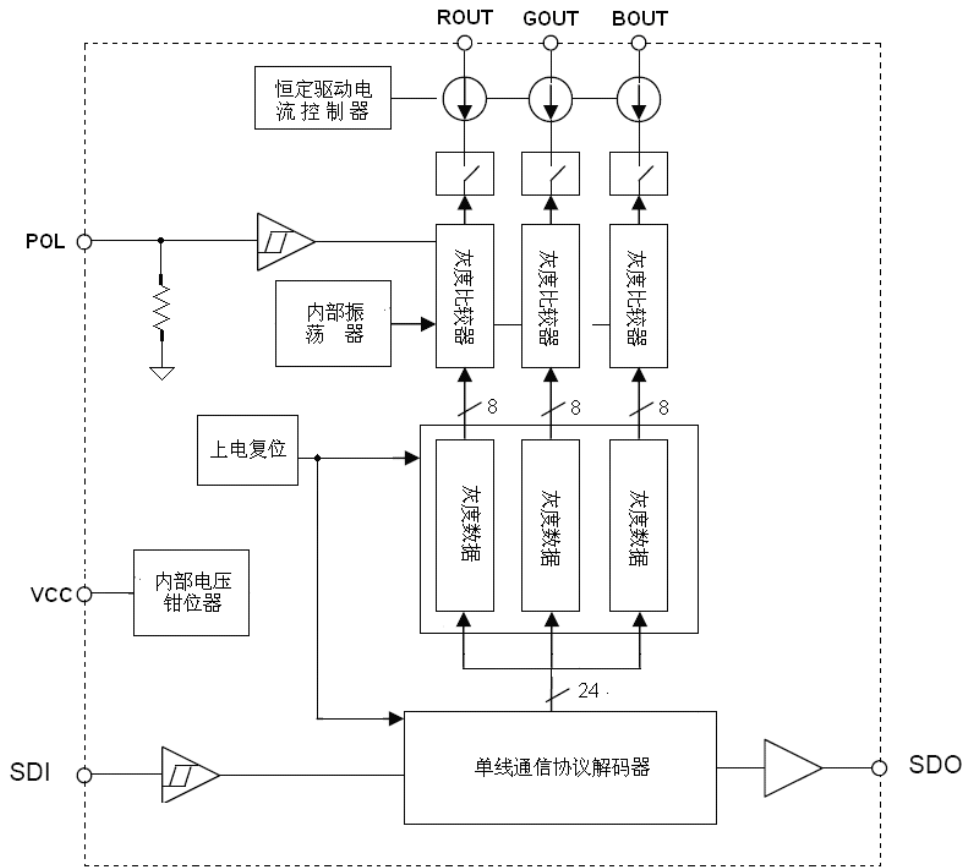 ROUT GOUT BOUT
恒定驱动电
流控制器
POL
灰度比较器
灰度比较器
灰度比较器
内部振
荡 器
8
8
8
上电复位
灰度数据
灰度数据
灰度数据
VCC
内部电压
钳位器
24
SDI
单线通信协议解码器
SDO